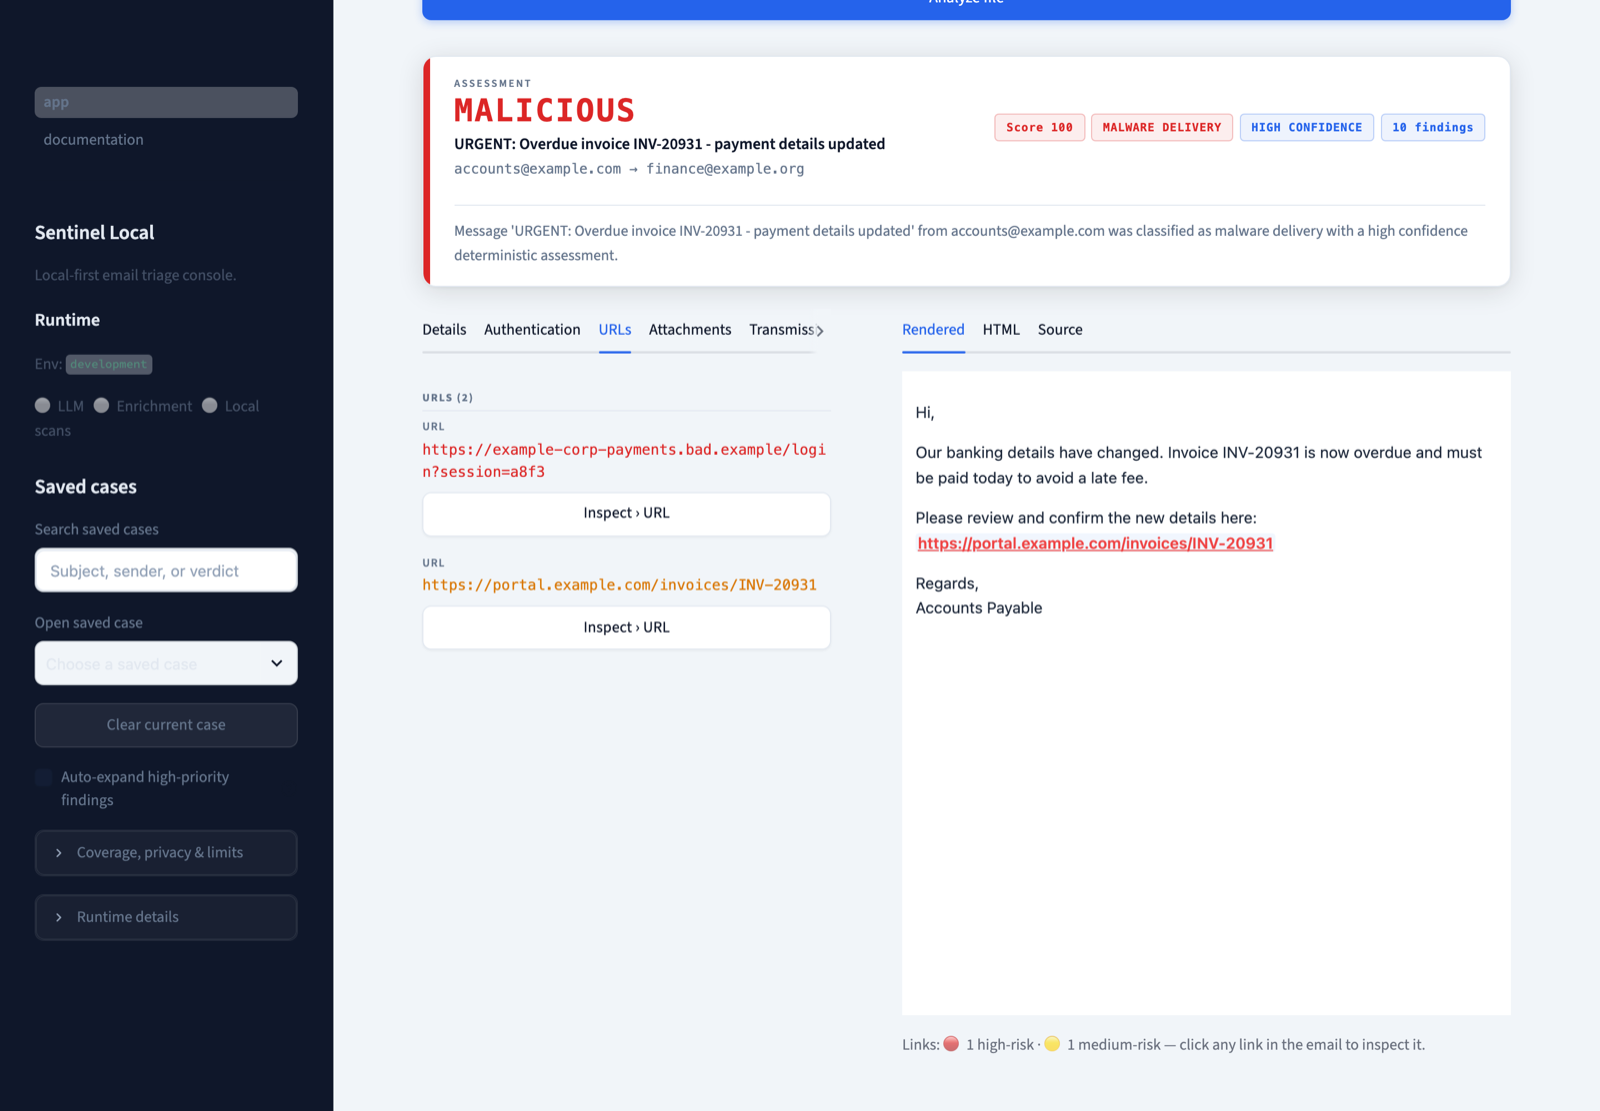 Analyze file
app
documentation
Sentinel Local
Local-first email triage console.
Runtime
Env: development
LLM Enrichment Local
scans
Saved cases
Search saved cases
Subject, sender, or verdict
Open saved case
Choose a saved case
Clear current case
Auto-expand high-priority
findings
Coverage, privacy & limits
Runtime details
ASSESSMENT
MALICIOUS
URGENT: Overdue invoice INV-20931 - payment details updated
accounts@example.com → finance@example.org
Score 100
MALWARE DELIVERY
HIGH CONFIDENCE
10 findings
Message 'URGENT: Overdue invoice INV-20931 - payment details updated' from accounts@example.com was classified as malware delivery with a high confidence
deterministic assessment.
Details Authentication URLs Attachments Transmiss
URLS (2)
URL
https://example-corp-payments.bad.example/logi
n?session=a8f3
Inspect › URL
URL
https://portal.example.com/invoices/INV-20931
Inspect › URL
Rendered HTML Source
Hi,
Our banking details have changed. Invoice INV-20931 is now overdue and must
be paid today to avoid a late fee.
Please review and confirm the new details here:
https://portal.example.com/invoices/INV-20931
Regards,
Accounts Payable
Links: 1 high-risk · 1 medium-risk — click any link in the email to inspect it.